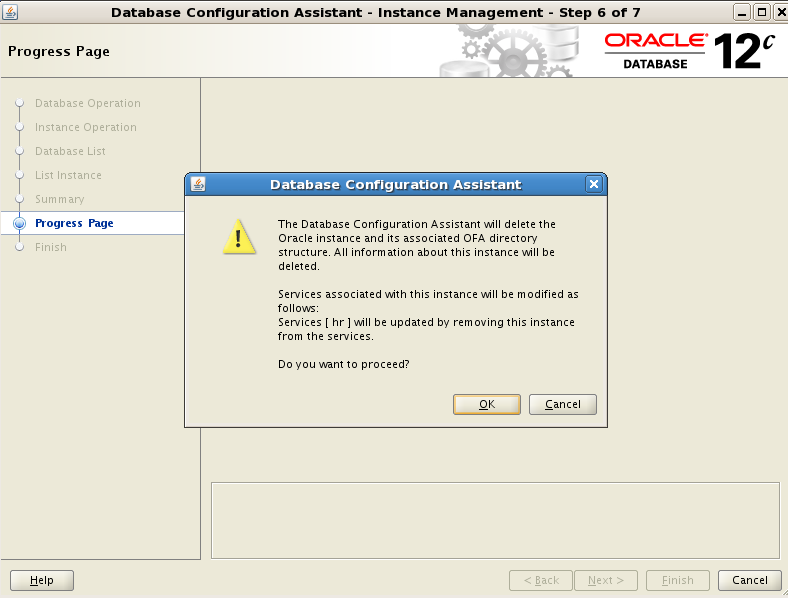 Database Configuration Assistant - Instance Management - Step 6 of 7
Progress Page
ORACLE®
DATABASE
12c
Database Operation
Instance Operation
Database List
List Instance
Summary
Progress Page
Finish
Database Configuration Assistant
The Database Configuration Assistant will delete the
Oracle instance and its associated OFA directory
structure. All information about this instance will be
deleted.
Services associated with this instance will be modified as
follows:
Services [ hr ] will be updated by removing this instance
from the services.
Do you want to proceed?
OK
Cancel
Help
< Back
Next >
Finish
Cancel